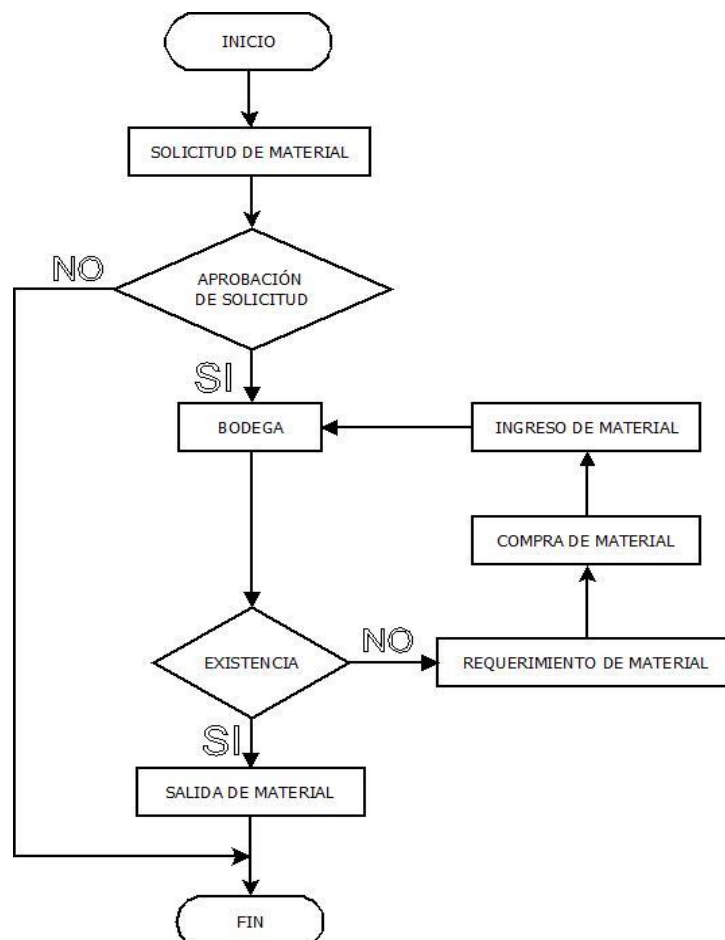 INICIO
SOLICITUD DE MATERIAL
NO
APROBACIÓN
DE SOLICITUD
SI
BODEGA
INGRESO DE MATERIAL
COMPRA DE MATERIAL
EXISTENCIA
NO
REQUERIMIENTO DE MATERIAL
SI
SALIDA DE MATERIAL
FIN